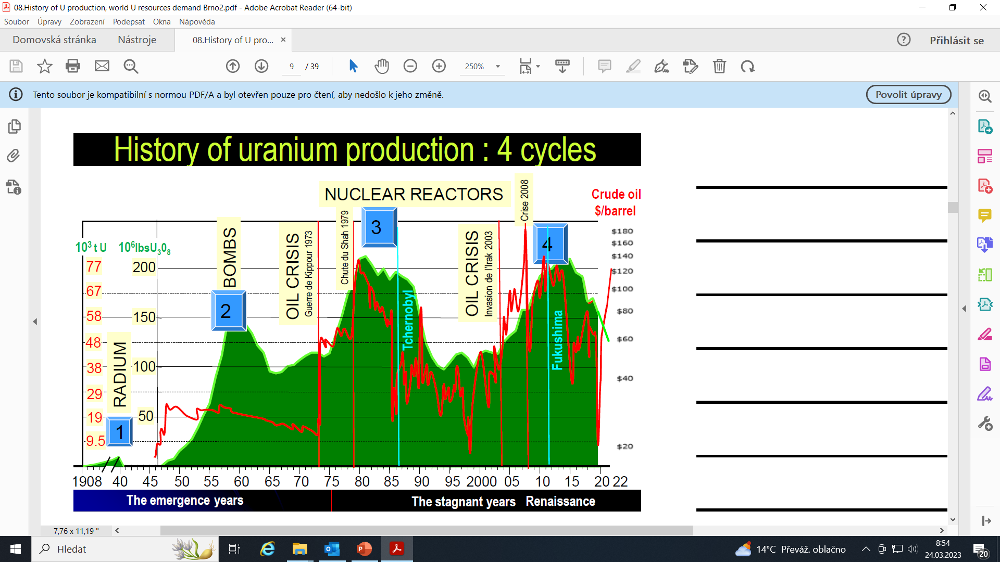 08.History of U production, world U resources demand Brno2.pdf - Adobe Acrobat Reader (64-bit)
Soubor Úpravy Zobrazení Podepsat Okna Nápověda
Domovská stránka Nástroje 08.History of U pro... × ? Přihlásit se
9 / 39 250%
Tento soubor je kompatibilní s normou PDF/A a byl otevřen pouze pro čtení, aby nedošlo k jeho změně. Povolit úpravy
History of uranium production : 4 cycles
NUCLEAR REACTORS
Crise 2008
Crude oil
$/barrel
10³ t U 10⁶lbsU₃0₈
77
67
58
48
38
29
19
9.5
200
150
100
50
RADIUM
1
BOMBS
2
OIL CRISIS
Guerre de Kippour 1973
Chute du Shah 1979
3
Tchernobyl
OIL CRISIS
Invasion de l'Irak 2003
4
Fukushima
$180
$160
$140
$120
$100
$80
$60
$40
$20
1908 40 45 50 55 60 65 70 75 80 85 90 95 2000 05 10 15 20 22
The emergence years The stagnant years Renaissance
7,76 x 11,19 "
Hledat 14°C Převáž. oblačno 8:54
24.03.2023
20